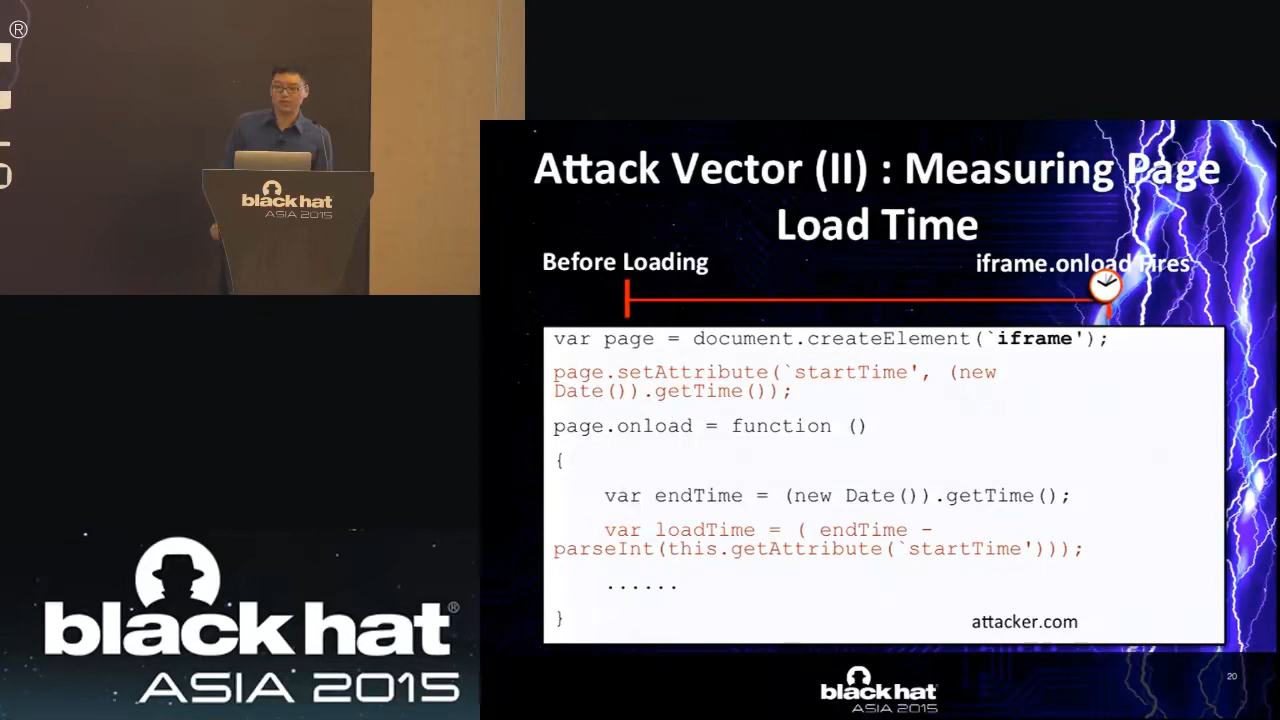 ®
black hat
ASIA 2015
Attack Vector (II) : Measuring Page
Load Time
Before Loading
iframe.onload Fires
var page = document.createElement(`iframe');
page.setAttribute(`startTime', (new
Date()).getTime());
page.onload = function ()
{
var endTime = (new Date()).getTime();
var loadTime = ( endTime -
parseInt(this.getAttribute(`startTime')));
......
}
attacker.com
black hat®
ASIA 2015
black hat
ASIA 2015
20